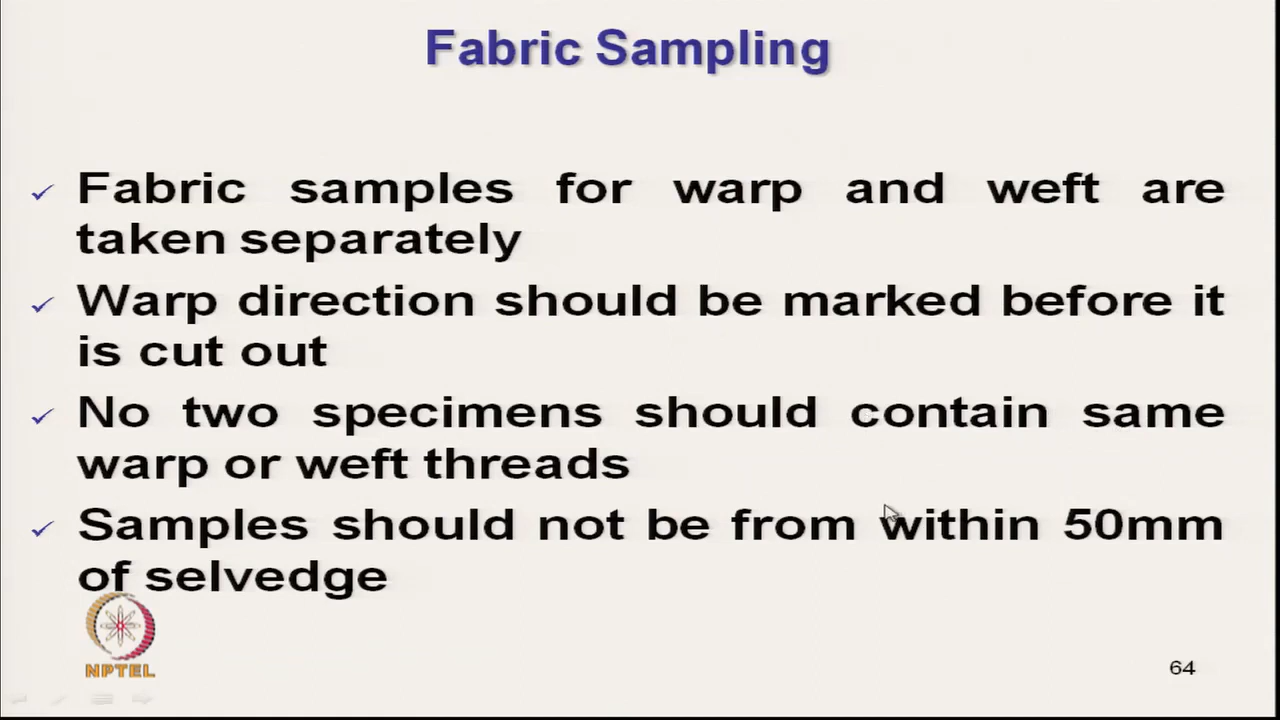 Fabric Sampling
Fabric samples for warp and weft are
taken separately
Warp direction should be marked before it
is cut out
No two specimens should contain same
warp or weft threads
Samples should not be from within 50mm
of selvedge
NPTEL
64